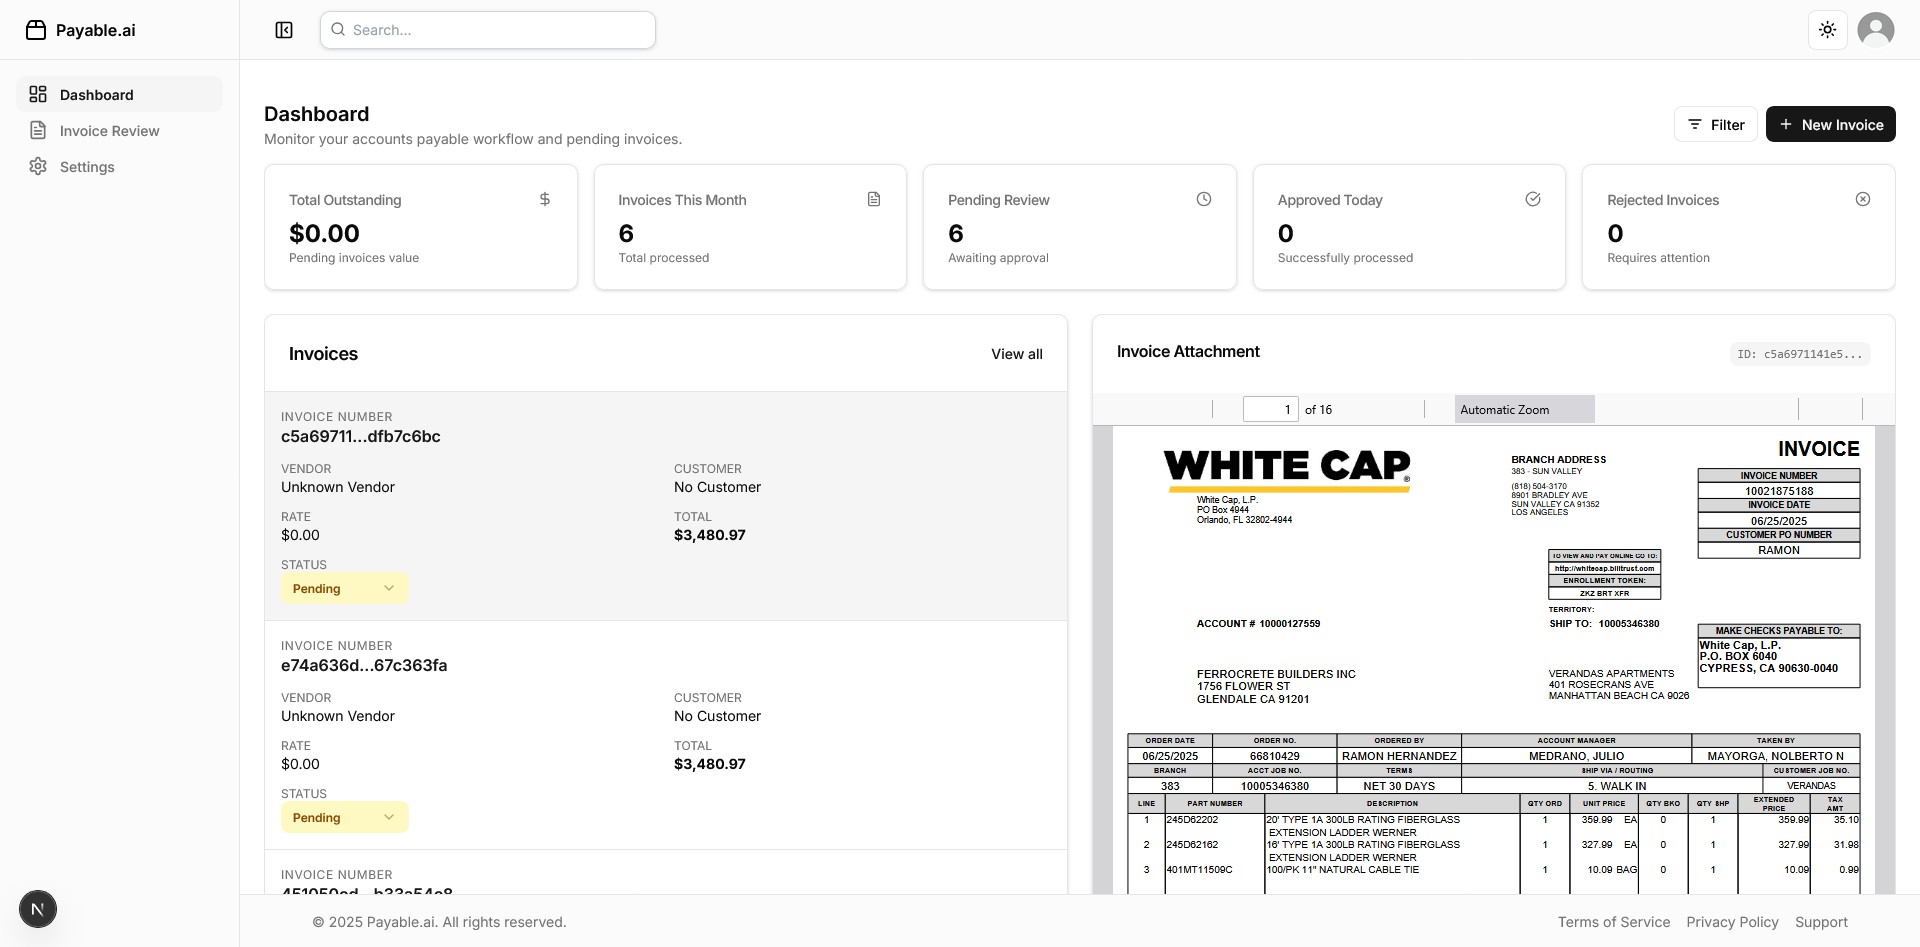 Payable.ai
Search...
Dashboard
Invoice Review
Settings
Dashboard
Monitor your accounts payable workflow and pending invoices.
Filter
New Invoice
Total Outstanding
$0.00
Pending invoices value
Invoices This Month
6
Total processed
Pending Review
6
Awaiting approval
Approved Today
0
Successfully processed
Rejected Invoices
0
Requires attention
Invoices
View all
INVOICE NUMBER
c5a69711...dfb7c6bc
VENDOR CUSTOMER
Unknown Vendor No Customer
RATE TOTAL
$0.00 $3,480.97
STATUS
Pending
INVOICE NUMBER
e74a636d...67c363fa
VENDOR CUSTOMER
Unknown Vendor No Customer
RATE TOTAL
$0.00 $3,480.97
STATUS
Pending
INVOICE NUMBER
Invoice Attachment
ID: c5a6971141e5...
1 of 16
Automatic Zoom
WHITE CAP®
White Cap, L.P.
PO Box 4944
Orlando, FL 32802-4944
BRANCH ADDRESS
383 - SUN VALLEY
(818) 504-3170
8901 BRADLEY AVE
SUN VALLEY CA 91352
LOS ANGELES
INVOICE
INVOICE NUMBER
10021875188
INVOICE DATE
06/25/2025
CUSTOMER PO NUMBER
RAMON
TO VIEW AND PAY ONLINE GO TO:
http://whitecap.billtrust.com
ENROLLMENT TOKEN:
ZKZ BRT XFR
TERRITORY:
ACCOUNT # 10000127559
SHIP TO: 10005346380
MAKE CHECKS PAYABLE TO:
White Cap, L.P.
P.O. BOX 6040
CYPRESS, CA 90630-0040
FERROCRETE BUILDERS INC
1756 FLOWER ST
GLENDALE CA 91201
VERANDAS APARTMENTS
401 ROSECRANS AVE
MANHATTAN BEACH CA 9026
ORDER DATE ORDER NO. ORDERED BY ACCOUNT MANAGER TAKEN BY
06/25/2025 66810429 RAMON HERNANDEZ MEDRANO, JULIO MAYORGA, NOLBERTO N
BRANCH ACCT JOB NO. TERMS SHIP VIA / ROUTING CUSTOMER JOB NO.
383 10005346380 NET 30 DAYS 5. WALK IN VERANDAS
LINE PART NUMBER DESCRIPTION QTY ORD UNIT PRICE QTY BKO QTY SHP EXTENDED PRICE TAX AMT
1 245D62202 20' TYPE 1A 300LB RATING FIBERGLASS 1 359.99 EA 0 1 359.99 35.10
EXTENSION LADDER WERNER
2 245D62162 16' TYPE 1A 300LB RATING FIBERGLASS 1 327.99 EA 0 1 327.99 31.98
EXTENSION LADDER WERNER
3 401MT11509C 100/PK 11" NATURAL CABLE TIE 1 10.09 BAG 0 1 10.09 0.99
N
© 2025 Payable.ai. All rights reserved.
Terms of Service
Privacy Policy
Support